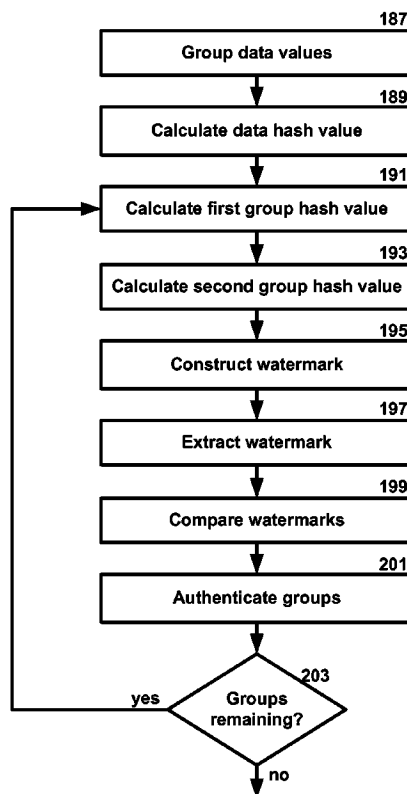 187
Group data values
189
Calculate data hash value
191
Calculate first group hash value
193
Calculate second group hash value
195
Construct watermark
197
Extract watermark
199
Compare watermarks
201
Authenticate groups
203
yes
Groups
remaining?
no